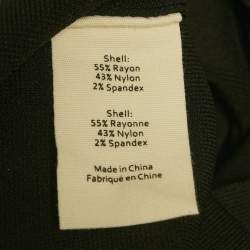 Shell:
55% Rayon
43% Nylon
2% Spandex
Shell:
55% Rayonne
43% Nylon
2% Spandex
Made in China
Fabriqué en Chine